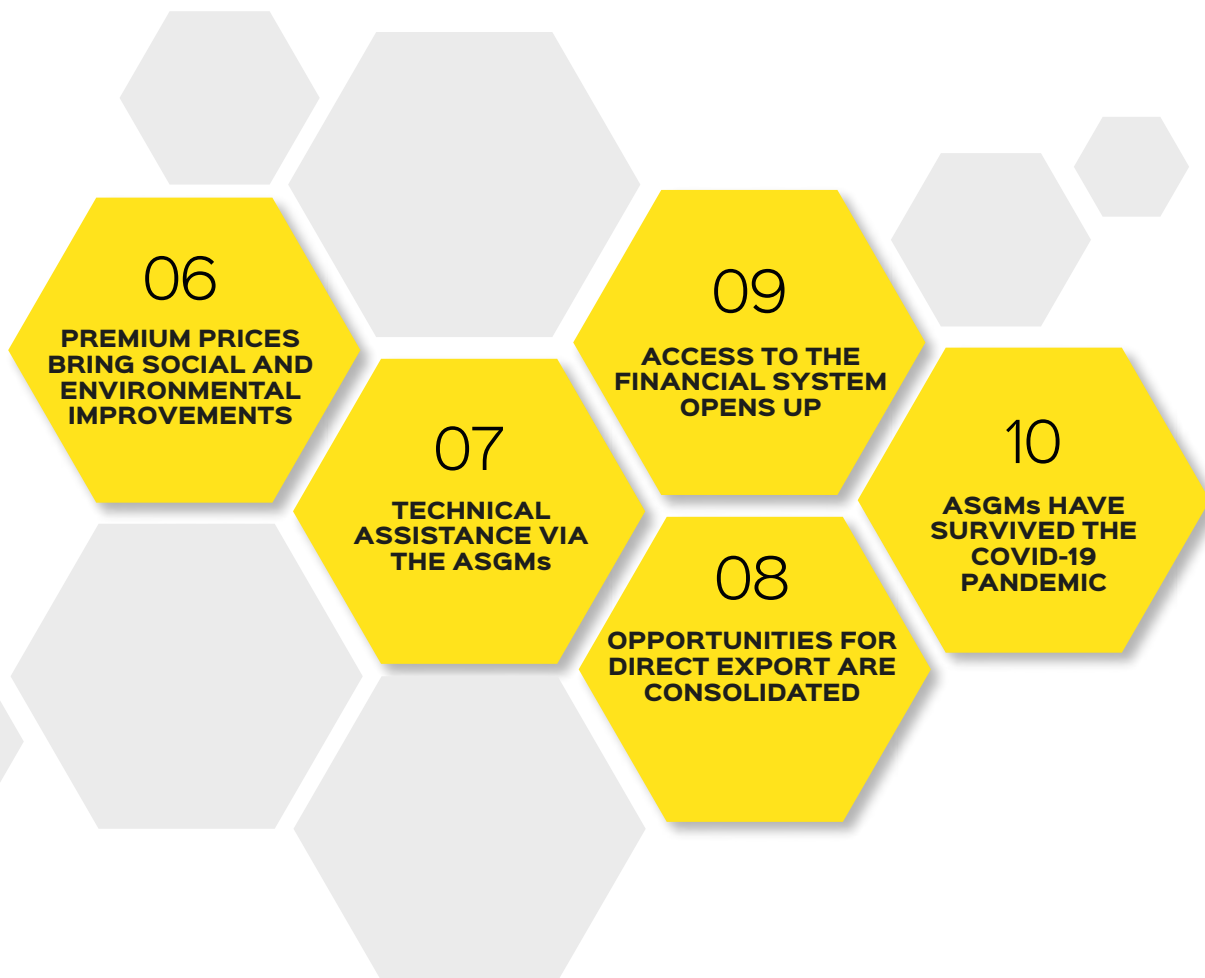 06
PREMIUM PRICES
BRING SOCIAL AND
ENVIRONMENTAL
IMPROVEMENTS
07
TECHNICAL
ASSISTANCE VIA
THE ASGMs
08
OPPORTUNITIES FOR
DIRECT EXPORT ARE
CONSOLIDATED
09
ACCESS TO THE
FINANCIAL SYSTEM
OPENS UP
10
ASGMs HAVE
SURVIVED THE
COVID-19
PANDEMIC